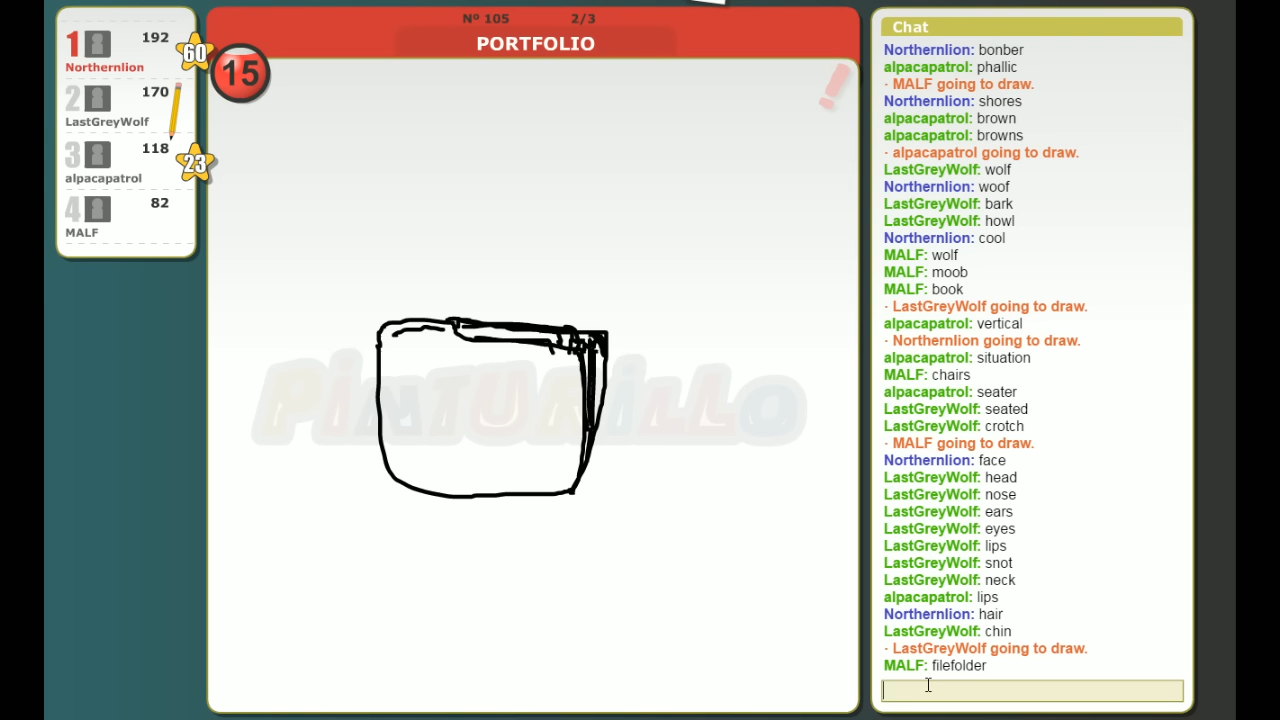 Nº 105 2/3
PORTFOLIO
15
1 192
Northernlion
60
2 170
LastGreyWolf
3 118
alpacapatrol
23
4 82
MALF
!
PINTURILLO
Chat
Northernlion: bonber
alpacapatrol: phallic
· MALF going to draw.
Northernlion: shores
alpacapatrol: brown
alpacapatrol: browns
· alpacapatrol going to draw.
LastGreyWolf: wolf
Northernlion: woof
LastGreyWolf: bark
LastGreyWolf: howl
Northernlion: cool
MALF: wolf
MALF: moob
MALF: book
· LastGreyWolf going to draw.
alpacapatrol: vertical
· Northernlion going to draw.
alpacapatrol: situation
MALF: chairs
alpacapatrol: seater
LastGreyWolf: seated
LastGreyWolf: crotch
· MALF going to draw.
Northernlion: face
LastGreyWolf: head
LastGreyWolf: nose
LastGreyWolf: ears
LastGreyWolf: eyes
LastGreyWolf: lips
LastGreyWolf: snot
LastGreyWolf: neck
alpacapatrol: lips
Northernlion: hair
LastGreyWolf: chin
· LastGreyWolf going to draw.
MALF: filefolder